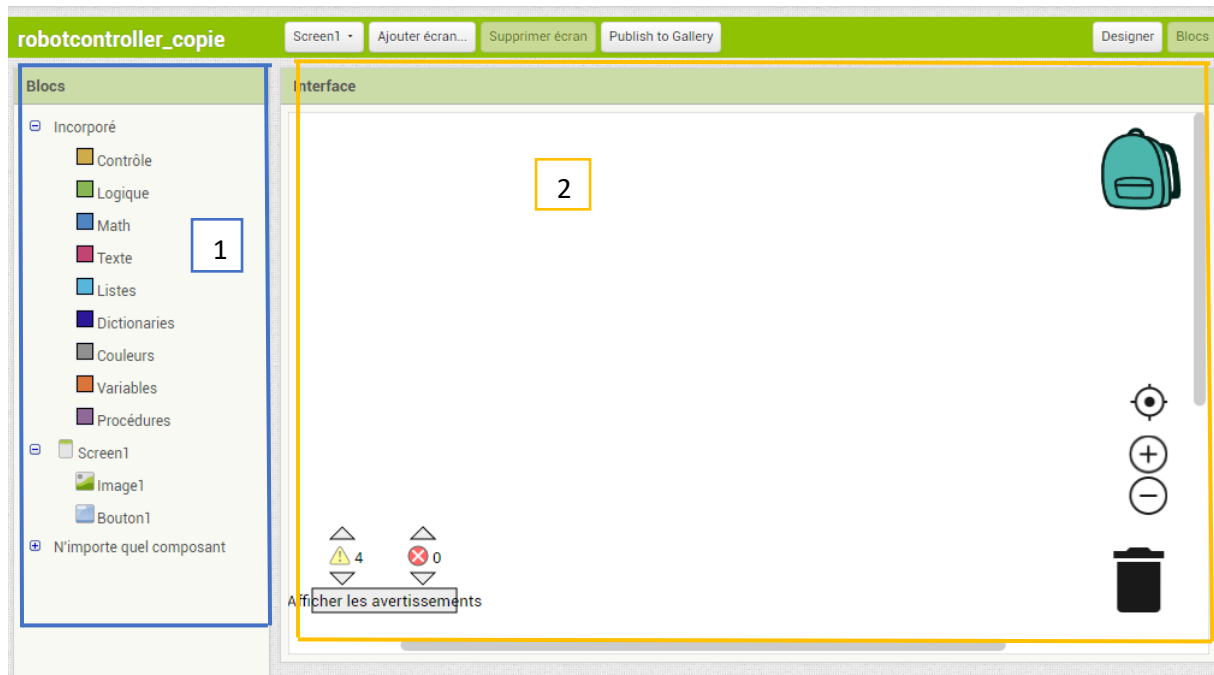 robotcontroller_copie Screen1 Ajouter écran... Supprimer écran Publish to Gallery Designer Blocs
Blocs
Incorporé
Contrôle
Logique
Math
Texte
Listes
Dictionaries
Couleurs
Variables
Procédures
Screen1
Image1
Bouton1
N'importe quel composant
1
Interface
2
4 0
Afficher les avertissements